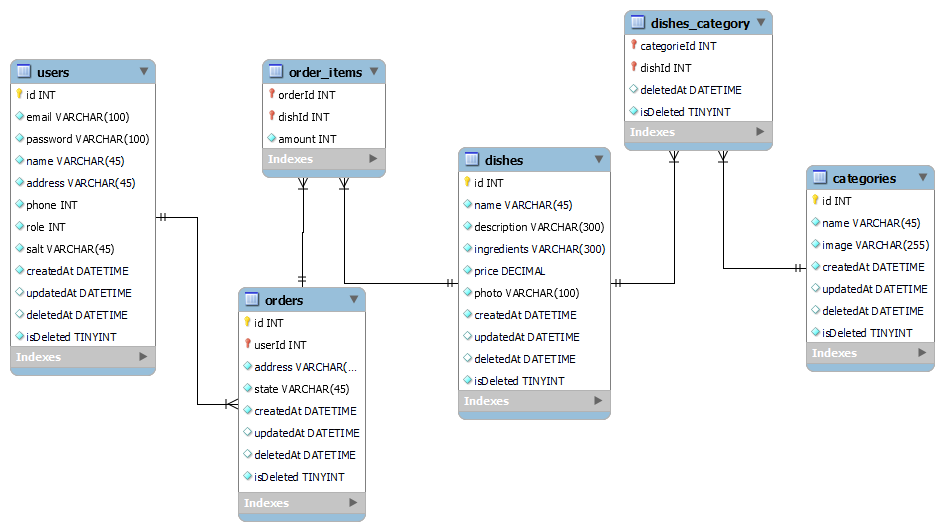 users
id INT
email VARCHAR(100)
password VARCHAR(100)
name VARCHAR(45)
address VARCHAR(45)
phone INT
role INT
salt VARCHAR(45)
createdAt DATETIME
updatedAt DATETIME
deletedAt DATETIME
isDeleted TINYINT
Indexes
order_items
orderId INT
dishId INT
amount INT
Indexes
orders
id INT
userId INT
address VARCHAR(...
state VARCHAR(45)
createdAt DATETIME
updatedAt DATETIME
deletedAt DATETIME
isDeleted TINYINT
Indexes
dishes
id INT
name VARCHAR(45)
description VARCHAR(300)
ingredients VARCHAR(300)
price DECIMAL
photo VARCHAR(100)
createdAt DATETIME
updatedAt DATETIME
deletedAt DATETIME
isDeleted TINYINT
Indexes
dishes_category
categorieId INT
dishId INT
deletedAt DATETIME
isDeleted TINYINT
Indexes
categories
id INT
name VARCHAR(45)
image VARCHAR(255)
createdAt DATETIME
updatedAt DATETIME
deletedAt DATETIME
isDeleted TINYINT
Indexes